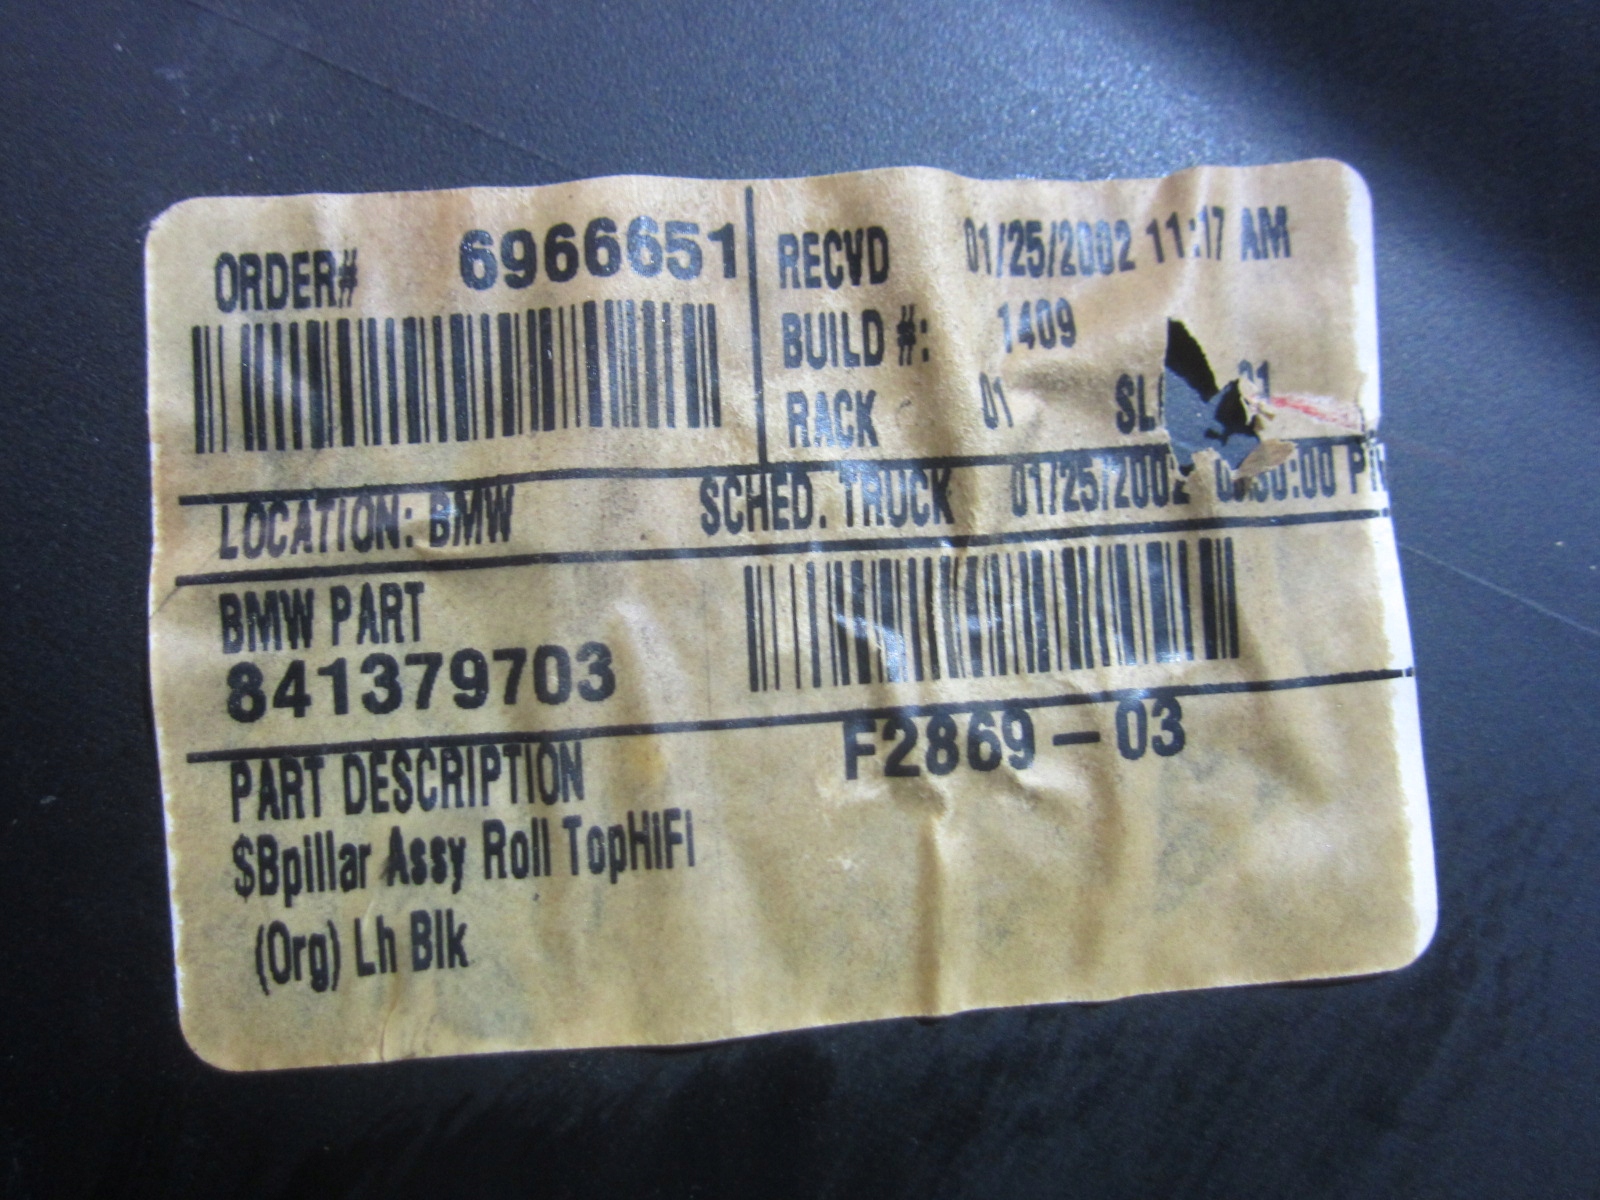 ORDER# 6966651
RECVD 01/25/2002 11:17 AM
BUILD #: 1409
RACK 01
LOCATION: BMW SCHED. TRUCK 01/25/2002
BMW PART
841379703
F2869-03
PART DESCRIPTION
$Bpillar Assy Roll TopHiFi
(Org) Lh Blk